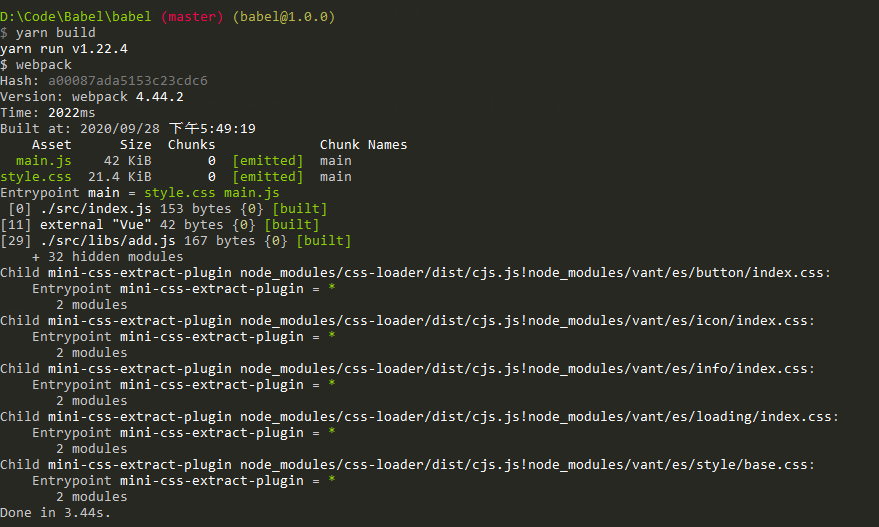 D:\Code\Babel\babel (master) (babel@1.0.0)
$ yarn build
yarn run v1.22.4
$ webpack
Hash: a00087ada5153c23cdc6
Version: webpack 4.44.2
Time: 2022ms
Built at: 2020/09/28 下午5:49:19
    Asset      Size  Chunks             Chunk Names
  main.js    42 KiB       0  [emitted]  main
style.css  21.4 KiB       0  [emitted]  main
Entrypoint main = style.css main.js
 [0] ./src/index.js 153 bytes {0} [built]
[11] external "Vue" 42 bytes {0} [built]
[29] ./src/libs/add.js 167 bytes {0} [built]
    + 32 hidden modules
Child mini-css-extract-plugin node_modules/css-loader/dist/cjs.js!node_modules/vant/es/button/index.css:
    Entrypoint mini-css-extract-plugin = *
       2 modules
Child mini-css-extract-plugin node_modules/css-loader/dist/cjs.js!node_modules/vant/es/icon/index.css:
    Entrypoint mini-css-extract-plugin = *
       2 modules
Child mini-css-extract-plugin node_modules/css-loader/dist/cjs.js!node_modules/vant/es/info/index.css:
    Entrypoint mini-css-extract-plugin = *
       2 modules
Child mini-css-extract-plugin node_modules/css-loader/dist/cjs.js!node_modules/vant/es/loading/index.css:
    Entrypoint mini-css-extract-plugin = *
       2 modules
Child mini-css-extract-plugin node_modules/css-loader/dist/cjs.js!node_modules/vant/es/style/base.css:
    Entrypoint mini-css-extract-plugin = *
       2 modules
Done in 3.44s.